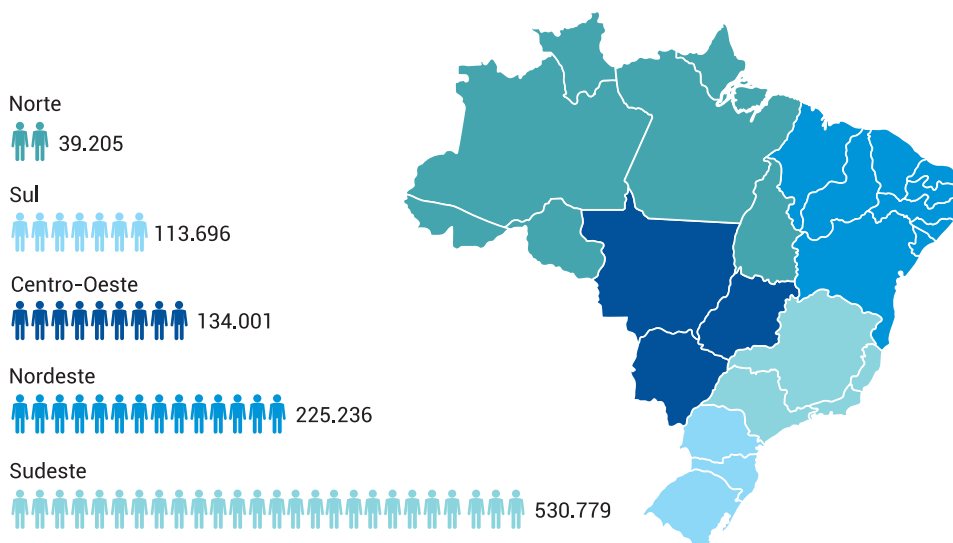 Norte
39.205
Sul
113.696
Centro-Oeste
134.001
Nordeste
225.236
Sudeste
530.779